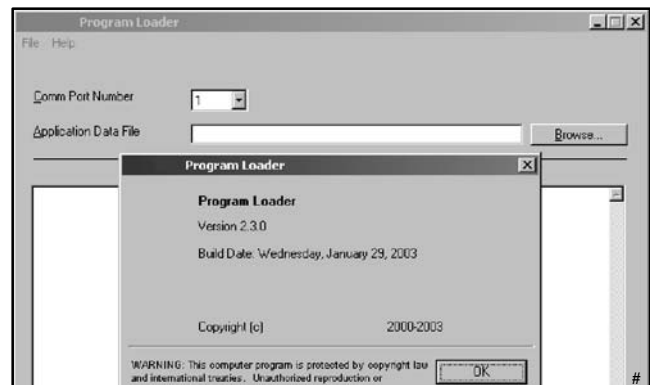 Program Loader
File Help
Comm Port Number 1
Application Data File Browse...
Program Loader
Program Loader
Version 2.3.0
Build Date: Wednesday, January 29, 2003
Copyright (c) 2000-2003
WARNING: This computer program is protected by copyright law
and international treaties. Unauthorized reproduction or
OK
#